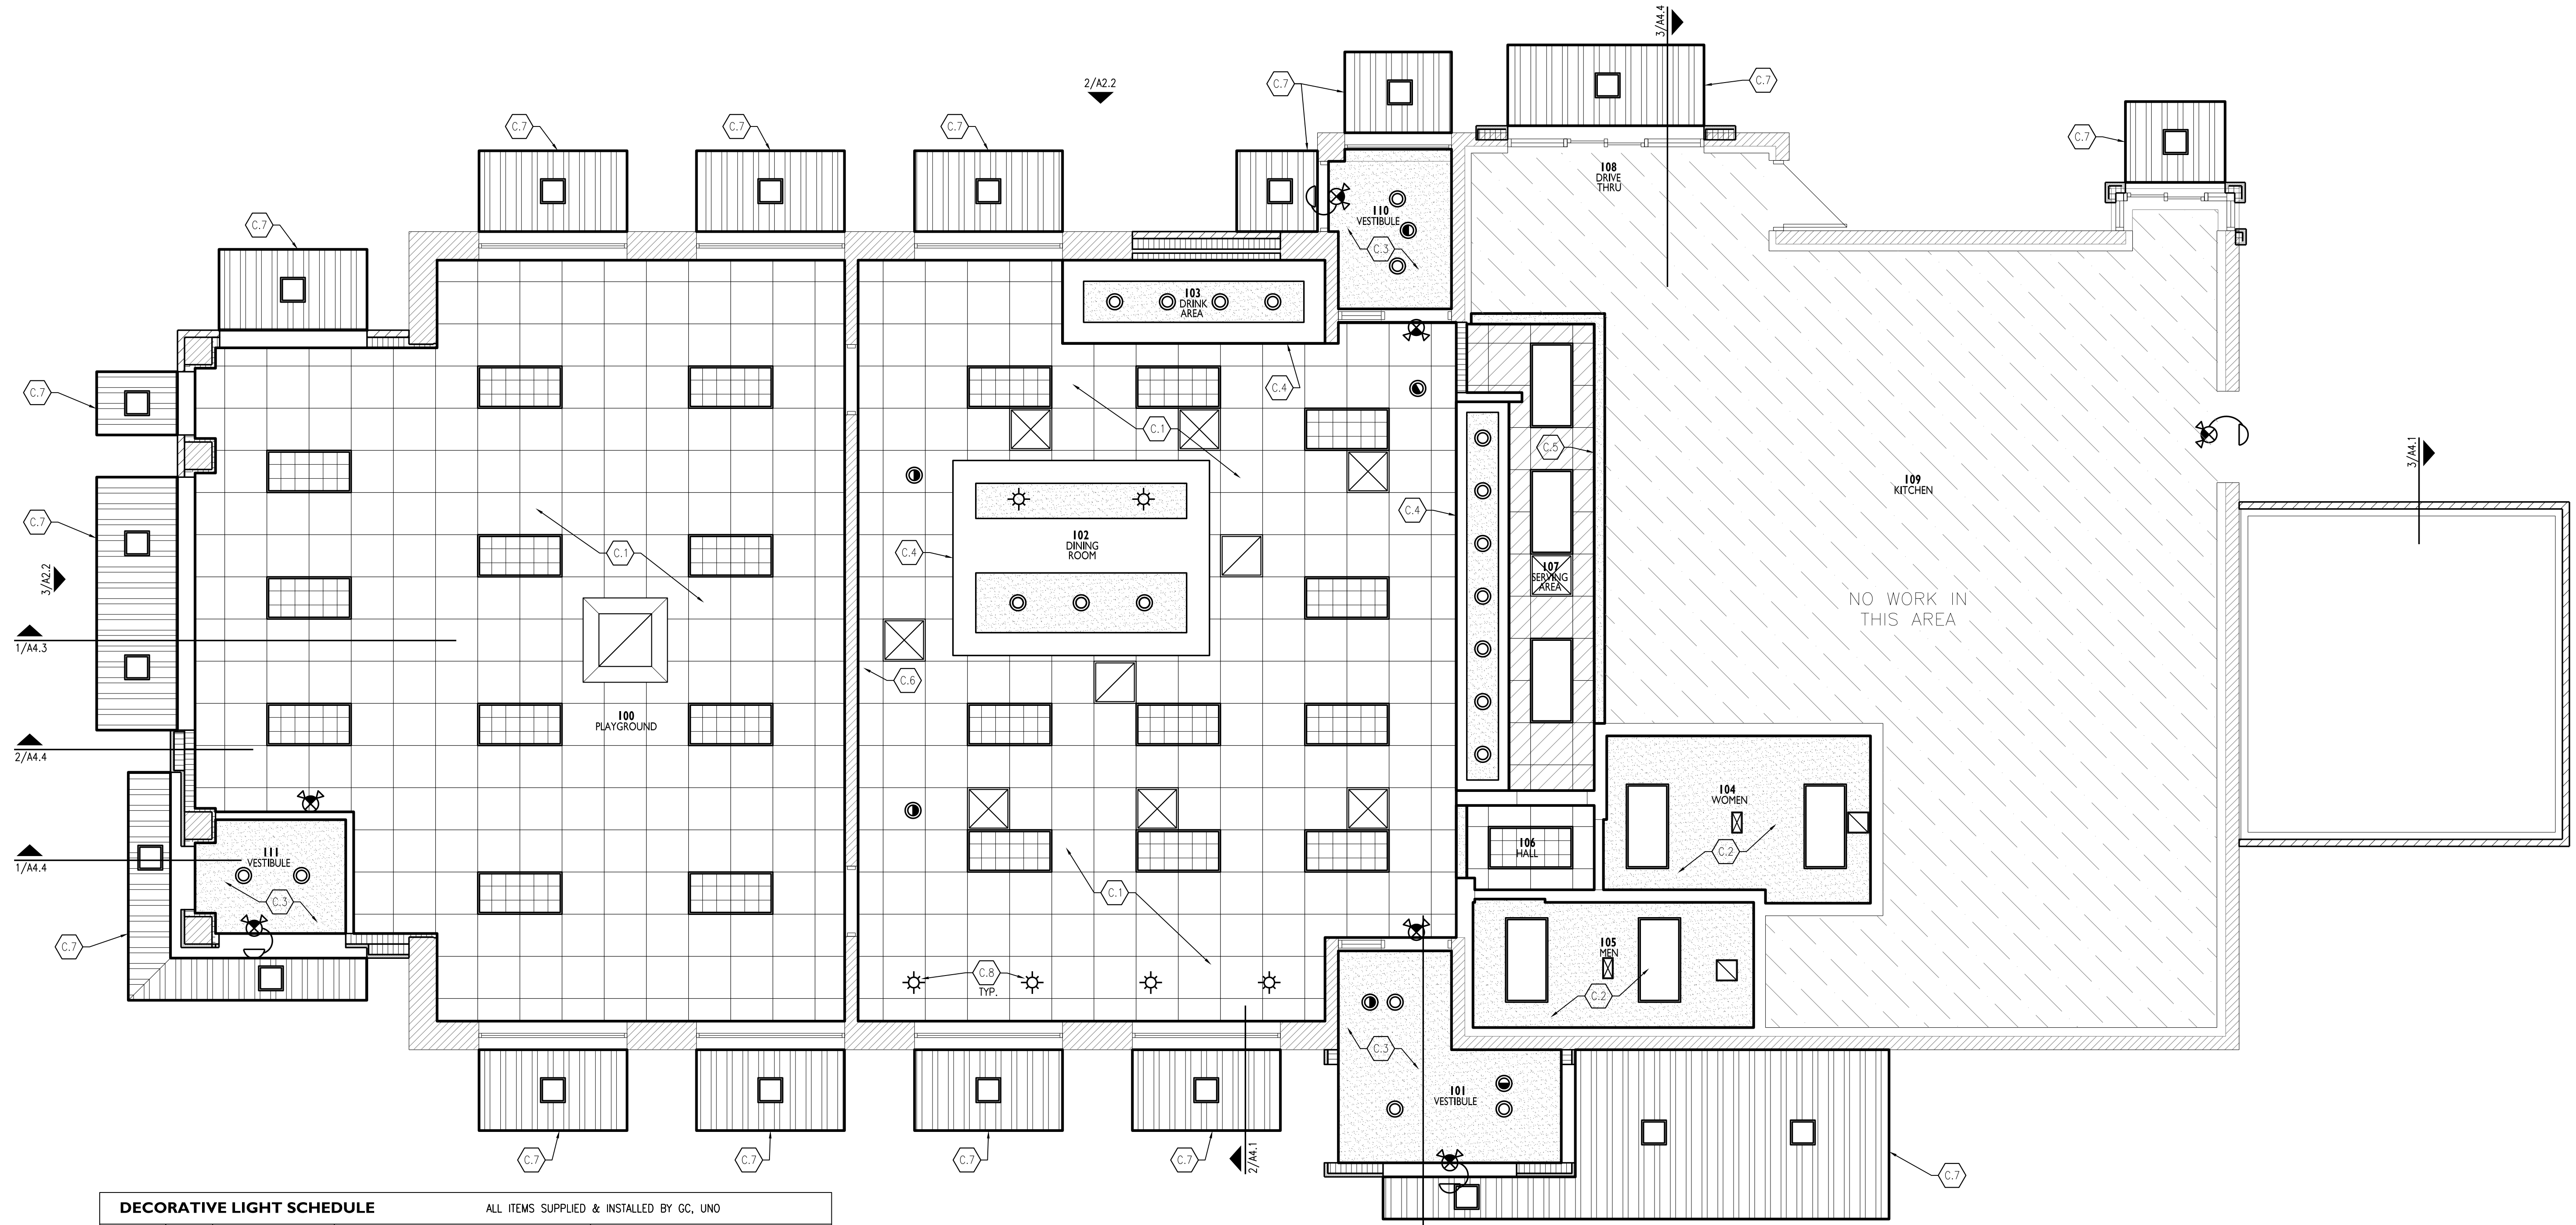 3/A4.4
2/A2.2
C.7
C.7
C.7
C.7
C.7
C.7
C.7
108
DRIVE
THRU
110
VESTIBULE
C.3
103
DRINK
AREA
C.7
C.4
C.1
C.5
3/A4.1
109
KITCHEN
C.4
C.7
C.1
C.4
102
DINING
ROOM
107
SERVING
AREA
3/A2.2
NO WORK IN
THIS AREA
1/A4.3
C.6
100
PLAYGROUND
2/A4.4
104
WOMEN
C.2
111
VESTIBULE
1/A4.4
106
HALL
C.1
C.3
105
MEN
C.7
C.8
TYP.
C.2
C.3
101
VESTIBULE
C.7
C.7
C.7
C.7
2/A4.1
C.7
DECORATIVE LIGHT SCHEDULE ALL ITEMS SUPPLIED & INSTALLED BY GC, UNO